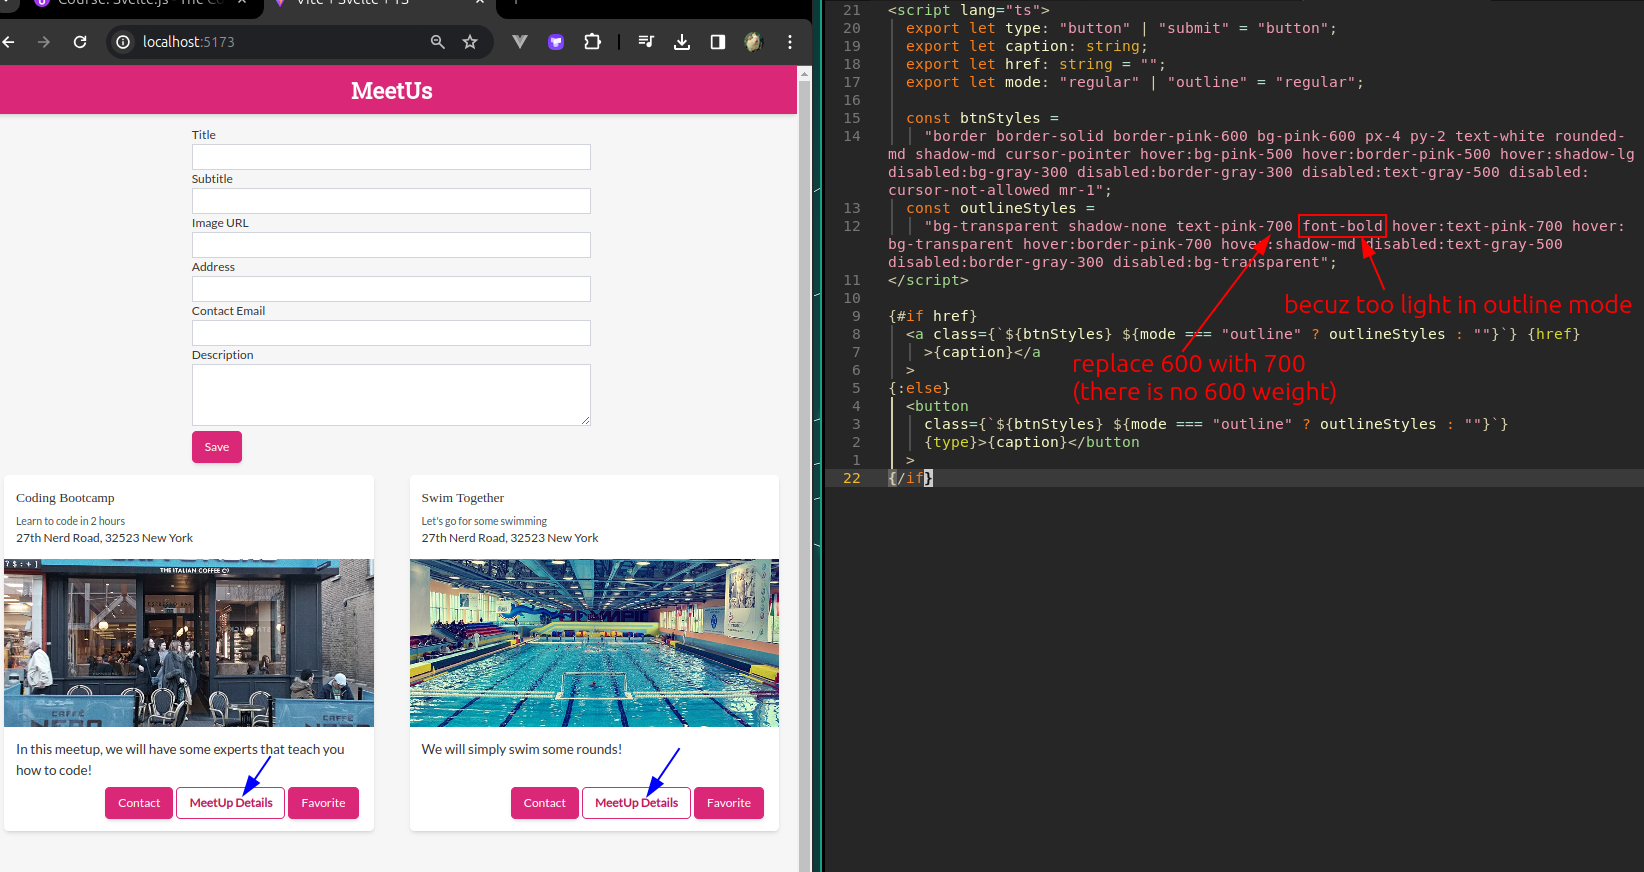 Course: Svelte.js - The Co
Vite + Svelte + TS
localhost:5173
MeetUs
Title
Subtitle
Image URL
Address
Contact Email
Description
Save
Coding Bootcamp
Learn to code in 2 hours
27th Nerd Road, 32523 New York
THE ITALIAN COFFEE Co
CAFFÈ
NERO
CAFFÈ
In this meetup, we will have some experts that teach you
how to code!
Contact
MeetUp Details
Favorite
Swim Together
Let's go for some swimming
27th Nerd Road, 32523 New York
We will simply swim some rounds!
Contact
MeetUp Details
Favorite
21 <script lang="ts">
20 export let type: "button" | "submit" = "button";
19 export let caption: string;
18 export let href: string = "";
17 export let mode: "regular" | "outline" = "regular";
16
15 const btnStyles =
14 "border border-solid border-pink-600 bg-pink-600 px-4 py-2 text-white rounded-
md shadow-md cursor-pointer hover:bg-pink-500 hover:border-pink-500 hover:shadow-lg
disabled:bg-gray-300 disabled:border-gray-300 disabled:text-gray-500 disabled:
cursor-not-allowed mr-1";
13 const outlineStyles =
12 "bg-transparent shadow-none text-pink-700 font-bold hover:text-pink-700 hover:
bg-transparent hover:border-pink-700 hover:shadow-md disabled:text-gray-500
disabled:border-gray-300 disabled:bg-transparent";
11 </script>
10
9 {#if href}
8 <a class={`${btnStyles} ${mode === "outline" ? outlineStyles : ""}`} {href}
7 >{caption}</a
6 >
5 {:else}
4 <button
3 class={`${btnStyles} ${mode === "outline" ? outlineStyles : ""}`}
2 {type}>{caption}</button
1 >
22 {/if}
becuz too light in outline mode
replace 600 with 700
(there is no 600 weight)